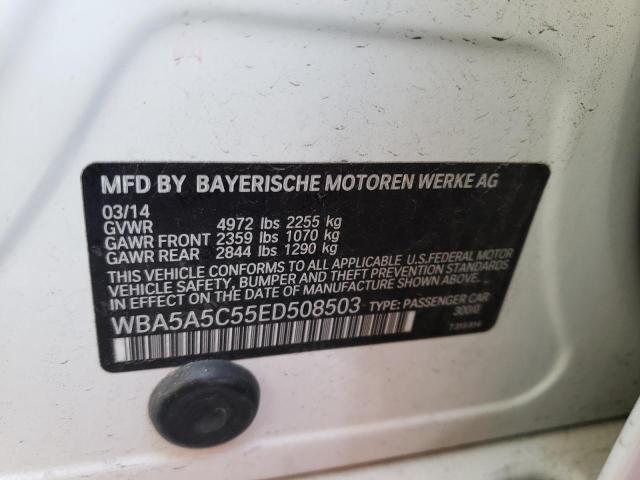 MFD BY BAYERISCHE MOTOREN WERKE AG
03/14
GVWR 4972 lbs 2255 kg
GAWR FRONT 2359 lbs 1070 kg
GAWR REAR 2844 lbs 1290 kg
THIS VEHICLE CONFORMS TO ALL APPLICABLE U.S.FEDERAL MOTOR
VEHICLE SAFETY, BUMPER AND THEFT PREVENTION STANDARDS
IN EFFECT ON THE DATE OF MANUFACTURE SHOWN ABOVE.
WBA5A5C55ED508503 TYPE: PASSENGER CAR